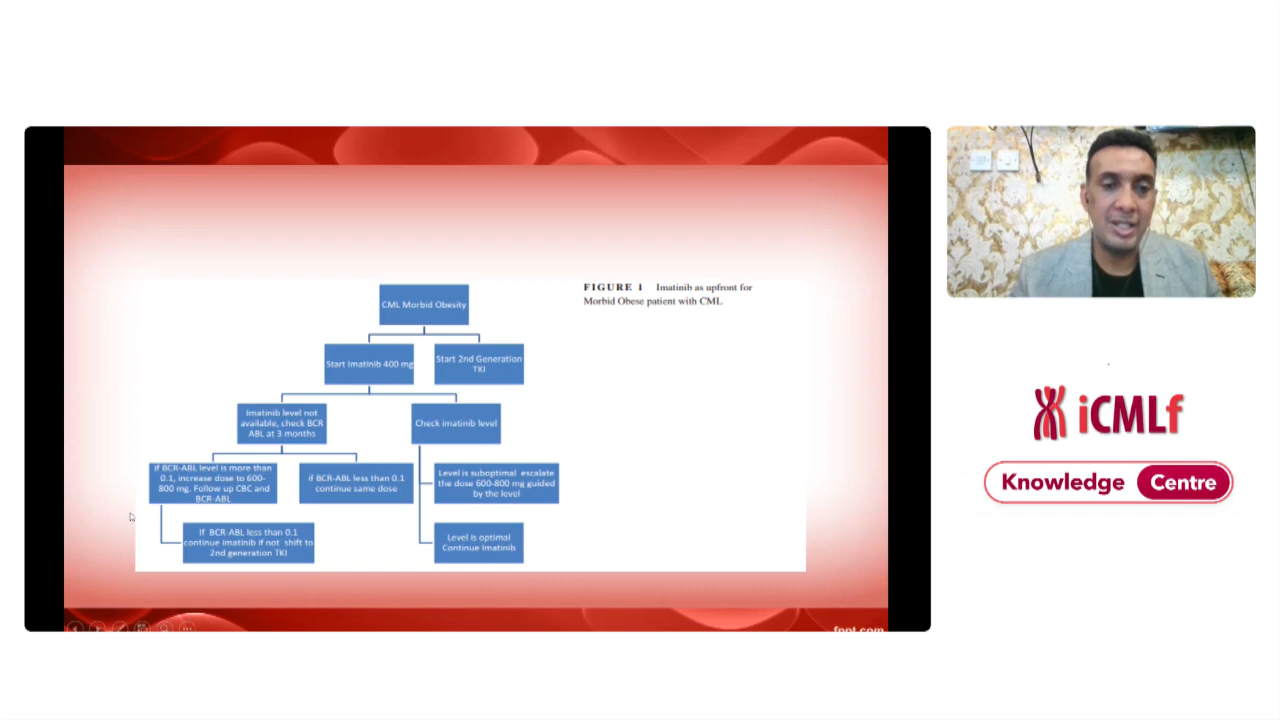 FIGURE 1 Imatinib as upfront for
Morbid Obese patient with CML
CML Morbid Obesity
Start Imatinib 400 mg
Start 2nd Generation
TKI
Imatinib level not
available, check BCR
ABL at 3 months
Check imatinib level
if BCR-ABL level is more than
0.1, increase dose to 600-
800 mg. Follow up CBC and
BCR-ABL
if BCR-ABL less than 0.1
continue same dose
Level is suboptimal escalate
the dose 600-800 mg guided
by the level
If BCR-ABL less than 0.1
continue imatinib if not shift to
2nd generation TKI
Level is optimal
Continue Imatinib
fppt.com
iCMLf
Knowledge Centre